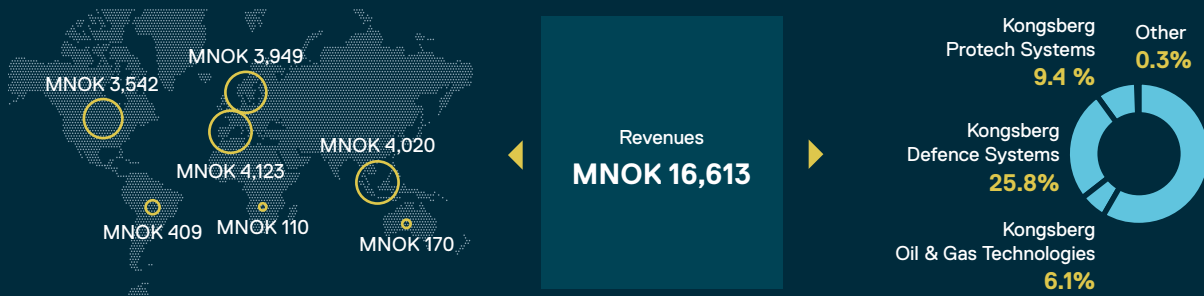 MNOK 3,949
MNOK 3,542
MNOK 4,020
MNOK 4,123
MNOK 409
MNOK 110
MNOK 170
Revenues
MNOK 16,613
Kongsberg
Protech Systems
9.4 %
Other
0.3%
Kongsberg
Defence Systems
25.8%
Kongsberg
Oil & Gas Technologies
6.1%